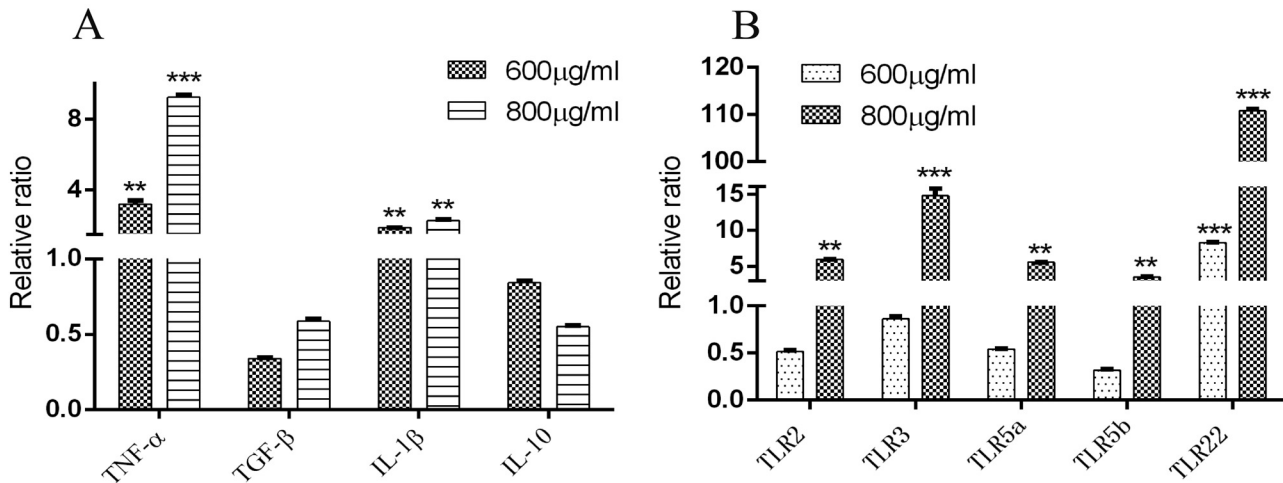 A
Relative ratio
8
4
1.0
0.5
0.0
600μg/ml
800μg/ml
**
***
**
**
TNF-α
TGF-β
IL-1β
IL-10
B
Relative ratio
120
110
100
15
10
5
1.0
0.5
0.0
600μg/ml
800μg/ml
**
***
**
**
***
***
TLR2
TLR3
TLR5a
TLR5b
TLR22